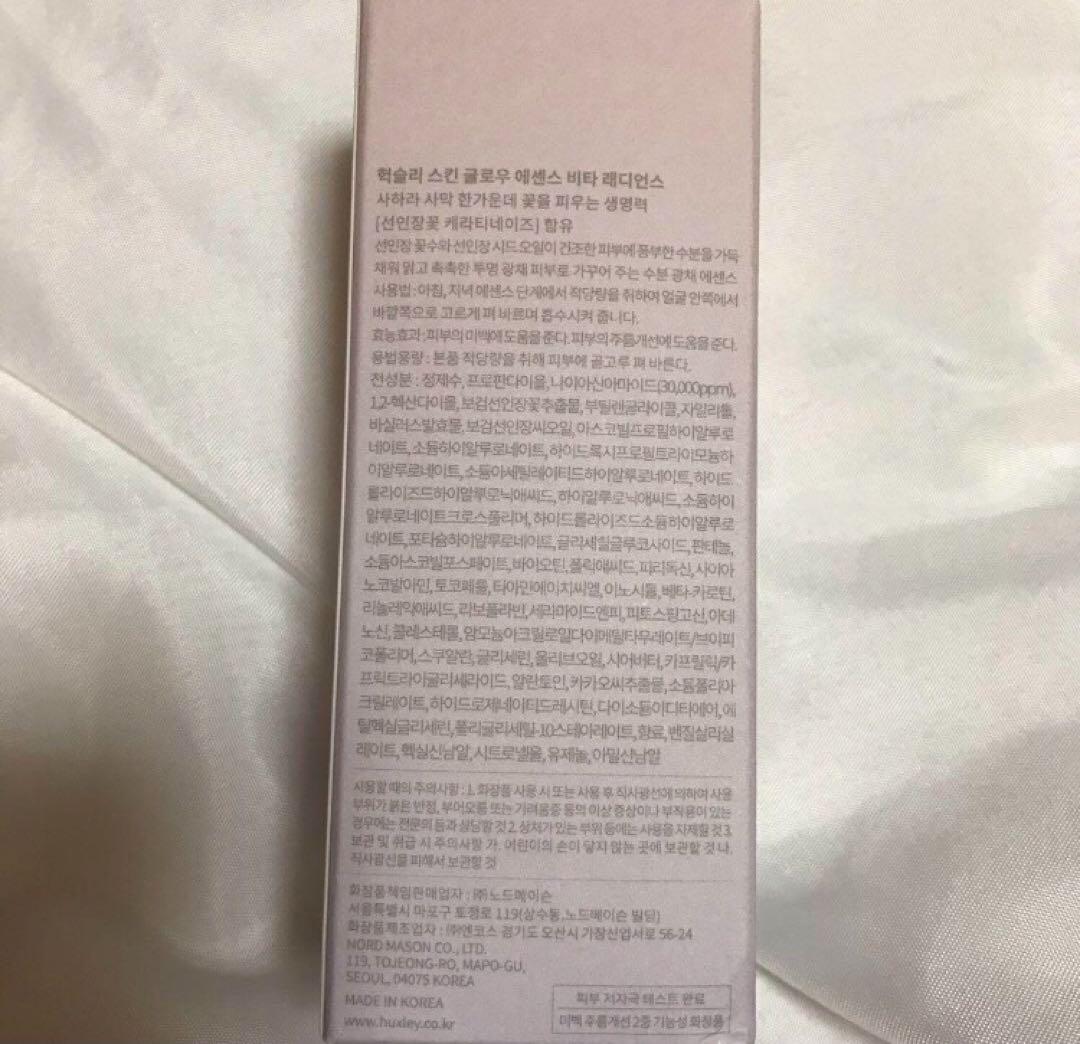 헉슬리 스킨 글로우 에센스 비타 래디언스
사하라 사막 한가운데 꽃을 피우는 생명력
[선인장꽃 캐라티네이즈] 함유
선인장 꽃수와 선인장 시드 오일이 건조한 피부에 풍부한 수분을 가득
채워 맑고 촉촉한 투명 광채 피부로 가꾸어 주는 수분 광채 에센스
사용법 : 아침, 저녁 에센스 단계에서 적당량을 취하여 얼굴 안쪽에서
바깥쪽으로 고르게 펴 바르며 흡수시켜 줍니다.
효능효과 : 피부의 미백에 도움을 준다. 피부의 주름개선에 도움을 준다.
용법용량 : 본품 적당량을 취해 피부에 골고루 펴 바른다.
전성분 : 정제수, 프로판다이올, 나이아신아마이드(30,000ppm),
1,2-헥산다이올, 보검선인장꽃추출물, 부틸렌글라이콜, 자일리톨,
바실러스발효물, 보검선인장씨오일, 아스코빌프로필하이알루로
네이트, 소듐하이알루로네이트, 하이드록시프로필트라이모늄하
이알루로네이트, 소듐아세틸레이티드하이알루로네이트, 하이드
롤라이즈드하이알루로닉애씨드, 하이알루로닉애씨드, 소듐하이
알루로네이트크로스폴리머, 하이드롤라이즈드소듐하이알루로
네이트, 포타슘하이알루로네이트, 글리세릴글루코사이드, 판테놀,
소듐아스코빌포스페이트, 바이오틴, 폴릭애씨드, 피리독신, 사이아
노코발아민, 토코페롤, 티아민에이치씨엘, 이노시톨, 베타-카로틴,
리놀레익애씨드, 리보플라빈, 세라마이드엔피, 피토스핑고신, 아데
노신, 콜레스테롤, 암모늄아크릴로일다이메틸타우레이트/브이피
코폴리머, 스쿠알란, 글리세린, 올리브오일, 시어버터, 카프릴릭/카
프릭트라이글리세라이드, 알란토인, 카카오씨추출물, 소듐폴리아
크릴레이트, 하이드로제네이티드레시틴, 다이소듐이디티에이, 에
틸헥실글리세린, 폴리글리세릴-10스테아레이트, 향료, 벤질살리실
레이트, 헥실신남알, 시트로넬올, 유제놀, 아밀신남알
사용할 때의 주의사항 : 1. 화장품 사용 시 또는 사용 후 직사광선에 의하여 사용
부위가 붉은 반점, 부어오름 또는 가려움증 등의 이상 증상이나 부작용이 있는
경우에는 전문의 등과 상담할 것 2. 상처가 있는 부위 등에는 사용을 자제할 것 3.
보관 및 취급 시 주의사항 가. 어린이의 손이 닿지 않는 곳에 보관할 것 나.
직사광선을 피해서 보관할 것
화장품책임판매업자 : ㈜노드메이슨
서울특별시 마포구 토정로 119(상수동, 노드메이슨 빌딩)
화장품제조업자 : ㈜엔코스 경기도 오산시 가장산업서로 56-24
NORD MASON CO., LTD.
119, TOJEONG-RO, MAPO-GU,
SEOUL, 04075 KOREA
MADE IN KOREA
www.huxley.co.kr
피부 저자극 테스트 완료
미백 주름개선 2중 기능성 화장품